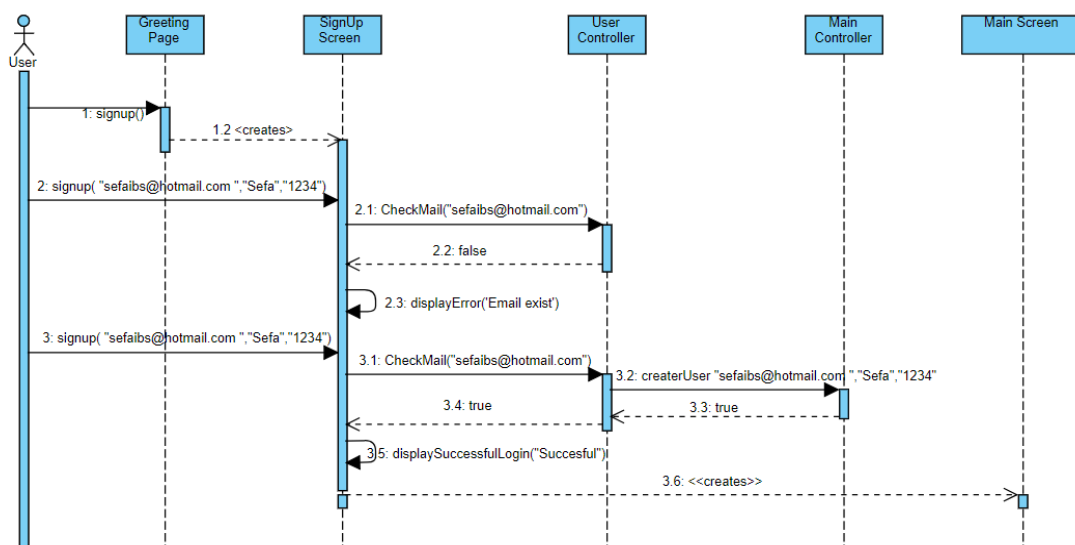 Greeting
Page
SignUp
Screen
User
Controller
Main
Controller
Main Screen
User
1: signup()
1.2 <creates>
2: signup( "sefaibs@hotmail.com ","Sefa","1234")
2.1: CheckMail("sefaibs@hotmail.com")
2.2: false
2.3: displayError('Email exist')
3: signup( "sefaibs@hotmail.com ","Sefa","1234")
3.1: CheckMail("sefaibs@hotmail.com")
3.2: createrUser "sefaibs@hotmail.com ","Sefa","1234"
3.4: true
3.3: true
3.5: displaySuccessfulLogin("Succesful")
3.6: <<creates>>